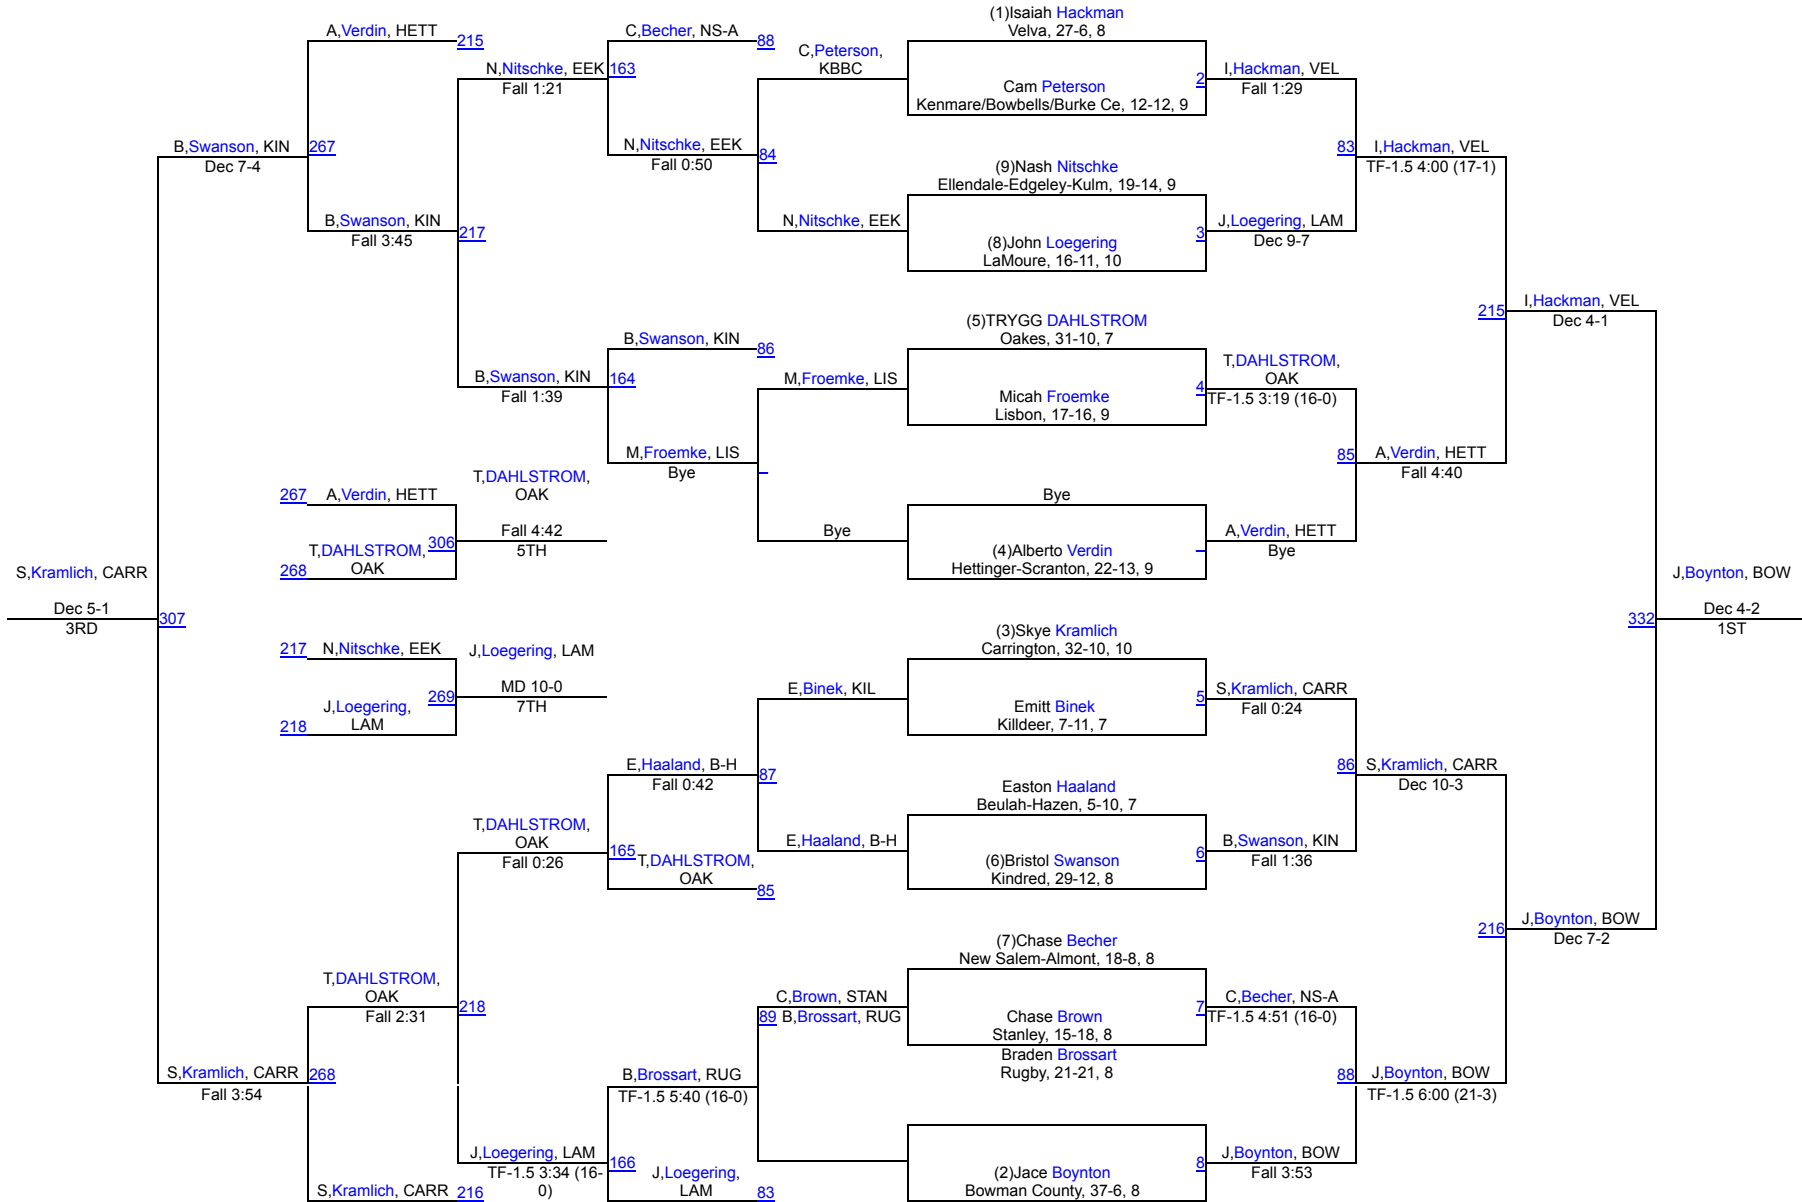 A,Verdin, HETT
215
B,Swanson, KIN
Dec 7-4
267
B,Swanson, KIN
Fall 3:45
N,Nitschke, EEK
Fall 1:21
217
B,Swanson, KIN
Fall 1:39
C,Becher, NS-A
88
163
N,Nitschke, EEK
Fall 0:50
B,Swanson, KIN
86
164
M,Froemke, LIS
Bye
C,Peterson,
KBBC
84
N,Nitschke, EEK
M,Froemke, LIS
Bye
(1)Isaiah Hackman
Velva, 27-6, 8
Cam Peterson
Kenmare/Bowbells/Burke Ce, 12-12, 9
2
(9)Nash Nitschke
Ellendale-Edgeley-Kulm, 19-14, 9
(8)John Loegering
LaMoure, 16-11, 10
3
(5)TRYGG DAHLSTROM
Oakes, 31-10, 7
Micah Froemke
Lisbon, 17-16, 9
4
Bye
(4)Alberto Verdin
Hettinger-Scranton, 22-13, 9
I,Hackman, VEL
Fall 1:29
83
J,Loegering, LAM
Dec 9-7
T,DAHLSTROM,
OAK
TF-1.5 3:19 (16-0)
85
A,Verdin, HETT
Bye
I,Hackman, VEL
TF-1.5 4:00 (17-1)
215
A,Verdin, HETT
Fall 4:40
I,Hackman, VEL
Dec 4-1
267
A,Verdin, HETT
306
T,DAHLSTROM,
OAK
268
T,DAHLSTROM,
OAK
Fall 4:42
5TH
S,Kramlich, CARR
Dec 5-1
3RD
307
217
N,Nitschke, EEK
269
J,Loegering,
LAM
218
J,Loegering, LAM
MD 10-0
7TH
J,Boynton, BOW
332
Dec 4-2
1ST
(3)Skye Kramlich
Carrington, 32-10, 10
Emitt Binek
Killdeer, 7-11, 7
5
Easton Haaland
Beulah-Hazen, 5-10, 7
(6)Bristol Swanson
Kindred, 29-12, 8
6
(7)Chase Becher
New Salem-Almont, 18-8, 8
Chase Brown
Stanley, 15-18, 8
7
Braden Brossart
Rugby, 21-21, 8
(2)Jace Boynton
Bowman County, 37-6, 8
8
E,Binek, KIL
E,Haaland, B-H
Fall 0:42
87
E,Haaland, B-H
T,DAHLSTROM,
OAK
Fall 0:26
165
T,DAHLSTROM,
OAK
85
T,DAHLSTROM,
OAK
Fall 2:31
218
S,Kramlich, CARR
Fall 3:54
268
S,Kramlich, CARR
216
C,Brown, STAN
89
B,Brossart, RUG
B,Brossart, RUG
TF-1.5 5:40 (16-0)
J,Loegering, LAM
TF-1.5 3:34 (16-
0)
166
J,Loegering,
LAM
83
S,Kramlich, CARR
Fall 0:24
86
B,Swanson, KIN
Fall 1:36
S,Kramlich, CARR
Dec 10-3
216
J,Boynton, BOW
Dec 7-2
C,Becher, NS-A
TF-1.5 4:51 (16-0)
88
J,Boynton, BOW
TF-1.5 6:00 (21-3)
J,Boynton, BOW
Fall 3:53